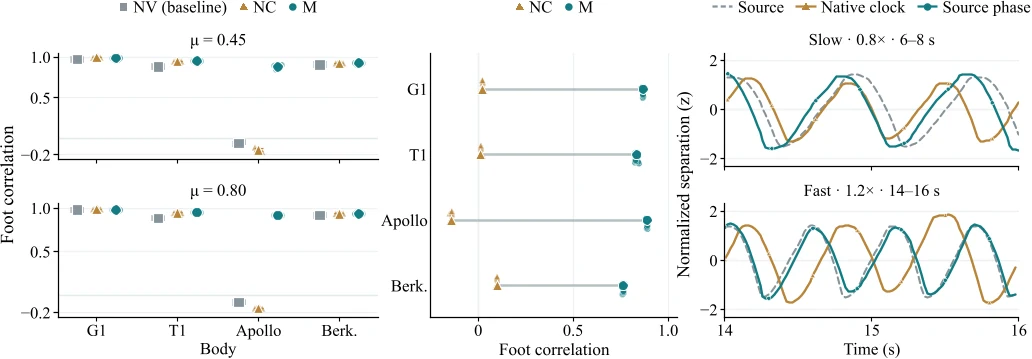 NV (baseline) NC M
μ = 0.45
1.0
0.5
−0.2
μ = 0.80
1.0
0.5
−0.2
G1 T1 Apollo Berk.
Body
Foot correlation
NC M
G1
T1
Apollo
Berk.
0 0.5 1.0
Foot correlation
Source Native clock Source phase
Slow · 0.8× · 6–8 s
2
0
−2
Fast · 1.2× · 14–16 s
2
0
−2
14 15 16
Time (s)
Normalized separation (z)